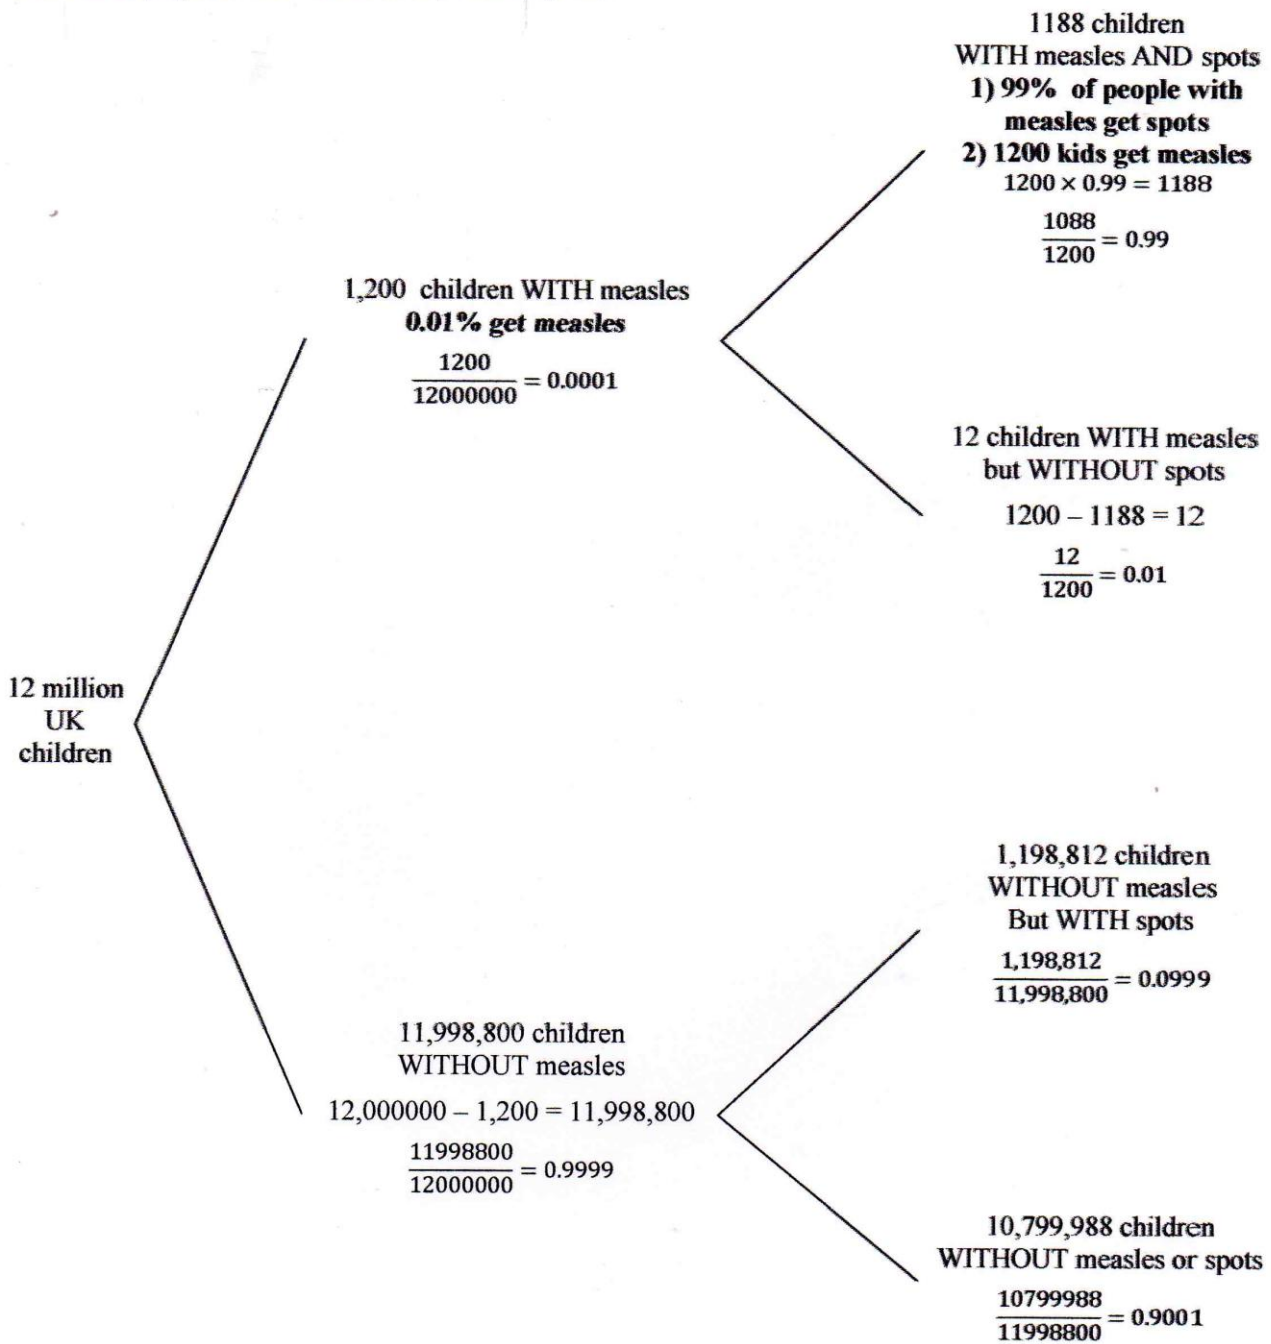 1188 children
WITH measles AND spots
1) 99% of people with
measles get spots
2) 1200 kids get measles
1200 × 0.99 = 1188
1088
1200
= 0.99
1,200 children WITH measles
0.01% get measles
1200
12000000
= 0.0001
12 children WITH measles
but WITHOUT spots
1200 – 1188 = 12
12
1200
= 0.01
12 million
UK
children
1,198,812 children
WITHOUT measles
But WITH spots
1,198,812
11,998,800
= 0.0999
11,998,800 children
WITHOUT measles
12,000000 – 1,200 = 11,998,800
11998800
12000000
= 0.9999
10,799,988 children
WITHOUT measles or spots
10799988
11998800
= 0.9001